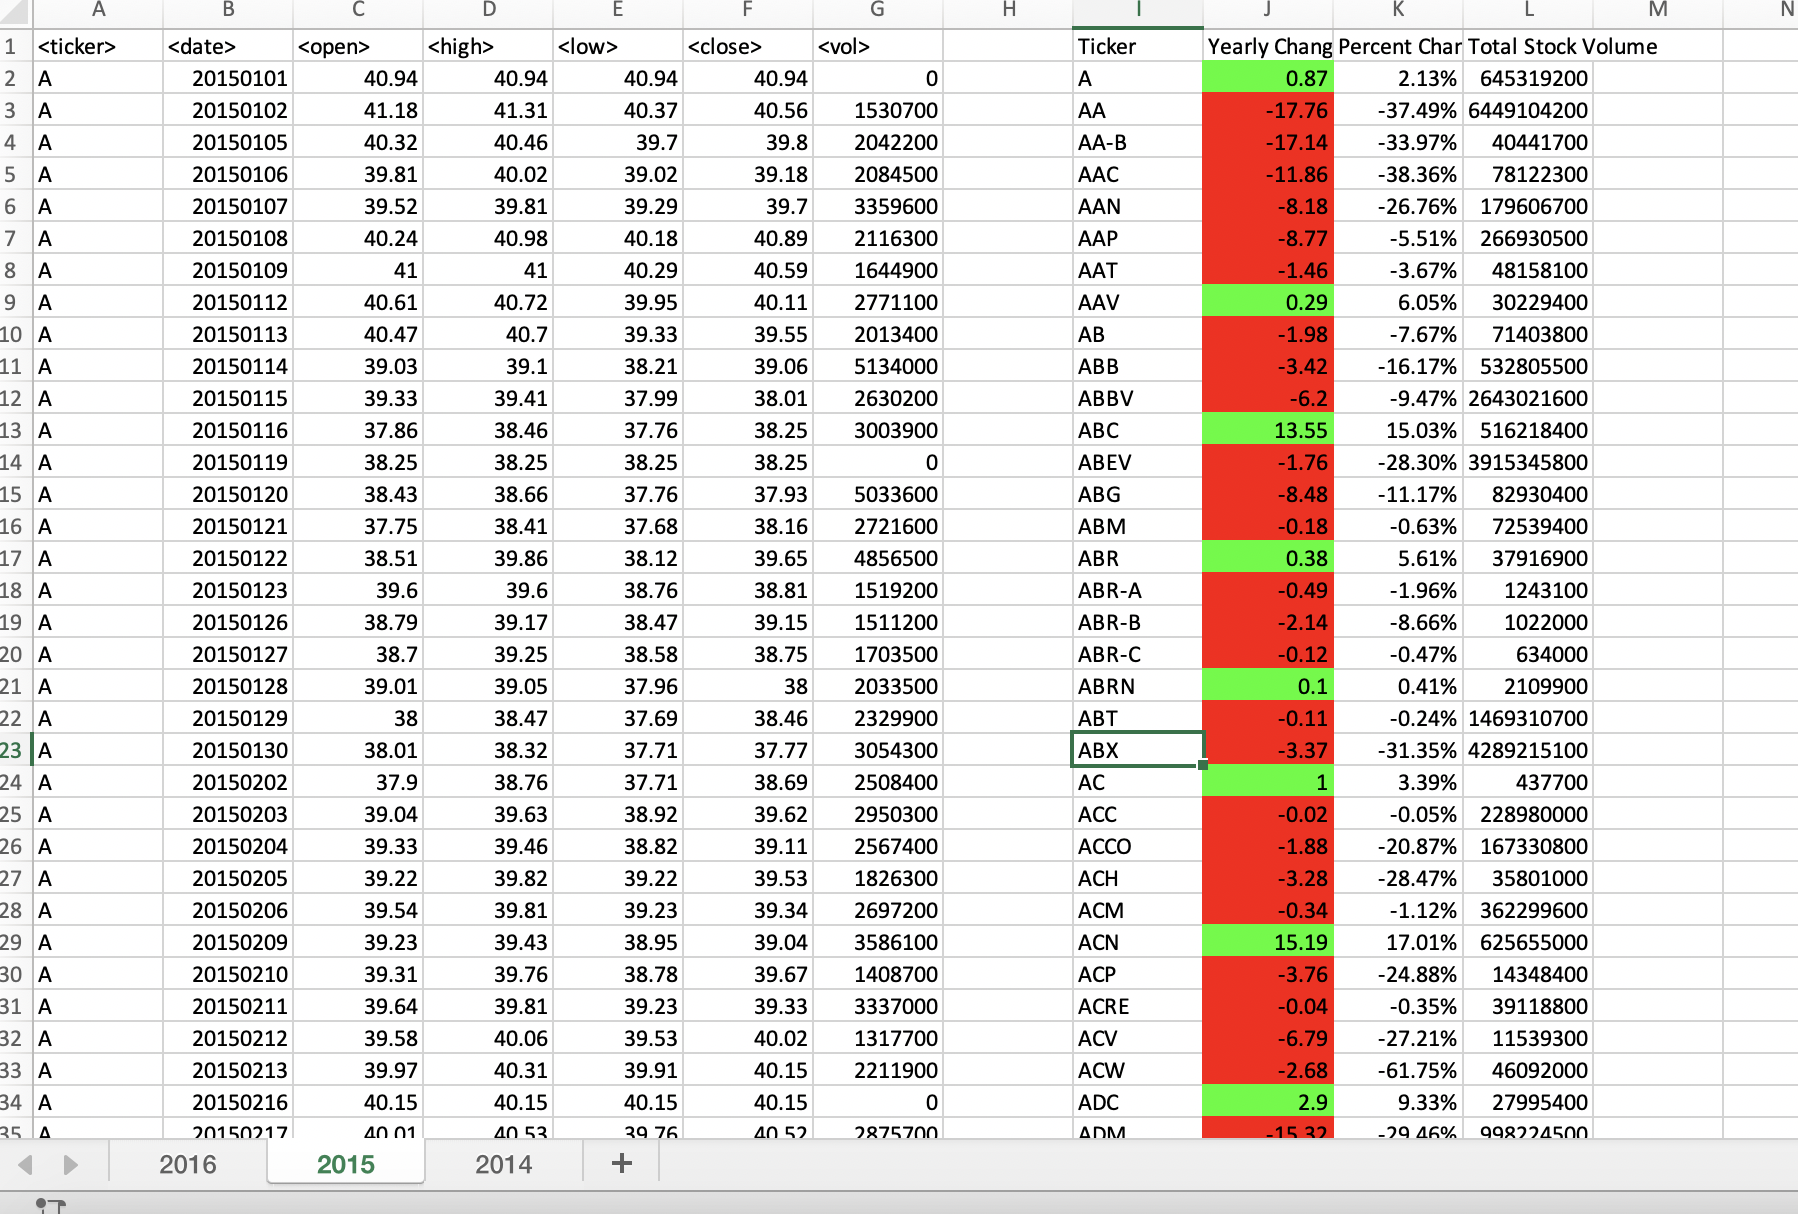 A B C D E F G H I J K L M N
1 <ticker> <date> <open> <high> <low> <close> <vol> Ticker Yearly Chang Percent Char Total Stock Volume
2 A 20150101 40.94 40.94 40.94 40.94 0 A 0.87 2.13% 645319200
3 A 20150102 41.18 41.31 40.37 40.56 1530700 AA -17.76 -37.49% 6449104200
4 A 20150105 40.32 40.46 39.7 39.8 2042200 AA-B -17.14 -33.97% 40441700
5 A 20150106 39.81 40.02 39.02 39.18 2084500 AAC -11.86 -38.36% 78122300
6 A 20150107 39.52 39.81 39.29 39.7 3359600 AAN -8.18 -26.76% 179606700
7 A 20150108 40.24 40.98 40.18 40.89 2116300 AAP -8.77 -5.51% 266930500
8 A 20150109 41 41 40.29 40.59 1644900 AAT -1.46 -3.67% 48158100
9 A 20150112 40.61 40.72 39.95 40.11 2771100 AAV 0.29 6.05% 30229400
10 A 20150113 40.47 40.7 39.33 39.55 2013400 AB -1.98 -7.67% 71403800
11 A 20150114 39.03 39.1 38.21 39.06 5134000 ABB -3.42 -16.17% 532805500
12 A 20150115 39.33 39.41 37.99 38.01 2630200 ABBV -6.2 -9.47% 2643021600
13 A 20150116 37.86 38.46 37.76 38.25 3003900 ABC 13.55 15.03% 516218400
14 A 20150119 38.25 38.25 38.25 38.25 0 ABEV -1.76 -28.30% 3915345800
15 A 20150120 38.43 38.66 37.76 37.93 5033600 ABG -8.48 -11.17% 82930400
16 A 20150121 37.75 38.41 37.68 38.16 2721600 ABM -0.18 -0.63% 72539400
17 A 20150122 38.51 39.86 38.12 39.65 4856500 ABR 0.38 5.61% 37916900
18 A 20150123 39.6 39.6 38.76 38.81 1519200 ABR-A -0.49 -1.96% 1243100
19 A 20150126 38.79 39.17 38.47 39.15 1511200 ABR-B -2.14 -8.66% 1022000
20 A 20150127 38.7 39.25 38.58 38.75 1703500 ABR-C -0.12 -0.47% 634000
21 A 20150128 39.01 39.05 37.96 38 2033500 ABRN 0.1 0.41% 2109900
22 A 20150129 38 38.47 37.69 38.46 2329900 ABT -0.11 -0.24% 1469310700
23 A 20150130 38.01 38.32 37.71 37.77 3054300 ABX -3.37 -31.35% 4289215100
24 A 20150202 37.9 38.76 37.71 38.69 2508400 AC 1 3.39% 437700
25 A 20150203 39.04 39.63 38.92 39.62 2950300 ACC -0.02 -0.05% 228980000
26 A 20150204 39.33 39.46 38.82 39.11 2567400 ACCO -1.88 -20.87% 167330800
27 A 20150205 39.22 39.82 39.22 39.53 1826300 ACH -3.28 -28.47% 35801000
28 A 20150206 39.54 39.81 39.23 39.34 2697200 ACM -0.34 -1.12% 362299600
29 A 20150209 39.23 39.43 38.95 39.04 3586100 ACN 15.19 17.01% 625655000
30 A 20150210 39.31 39.76 38.78 39.67 1408700 ACP -3.76 -24.88% 14348400
31 A 20150211 39.64 39.81 39.23 39.33 3337000 ACRE -0.04 -0.35% 39118800
32 A 20150212 39.58 40.06 39.53 40.02 1317700 ACV -6.79 -27.21% 11539300
33 A 20150213 39.97 40.31 39.91 40.15 2211900 ACW -2.68 -61.75% 46092000
34 A 20150216 40.15 40.15 40.15 40.15 0 ADC 2.9 9.33% 27995400
35 A 20150217 40.01 40.53 39.76 40.52 2875700 ADM -15.32 -29.46% 998224500
2016 2015 2014 +